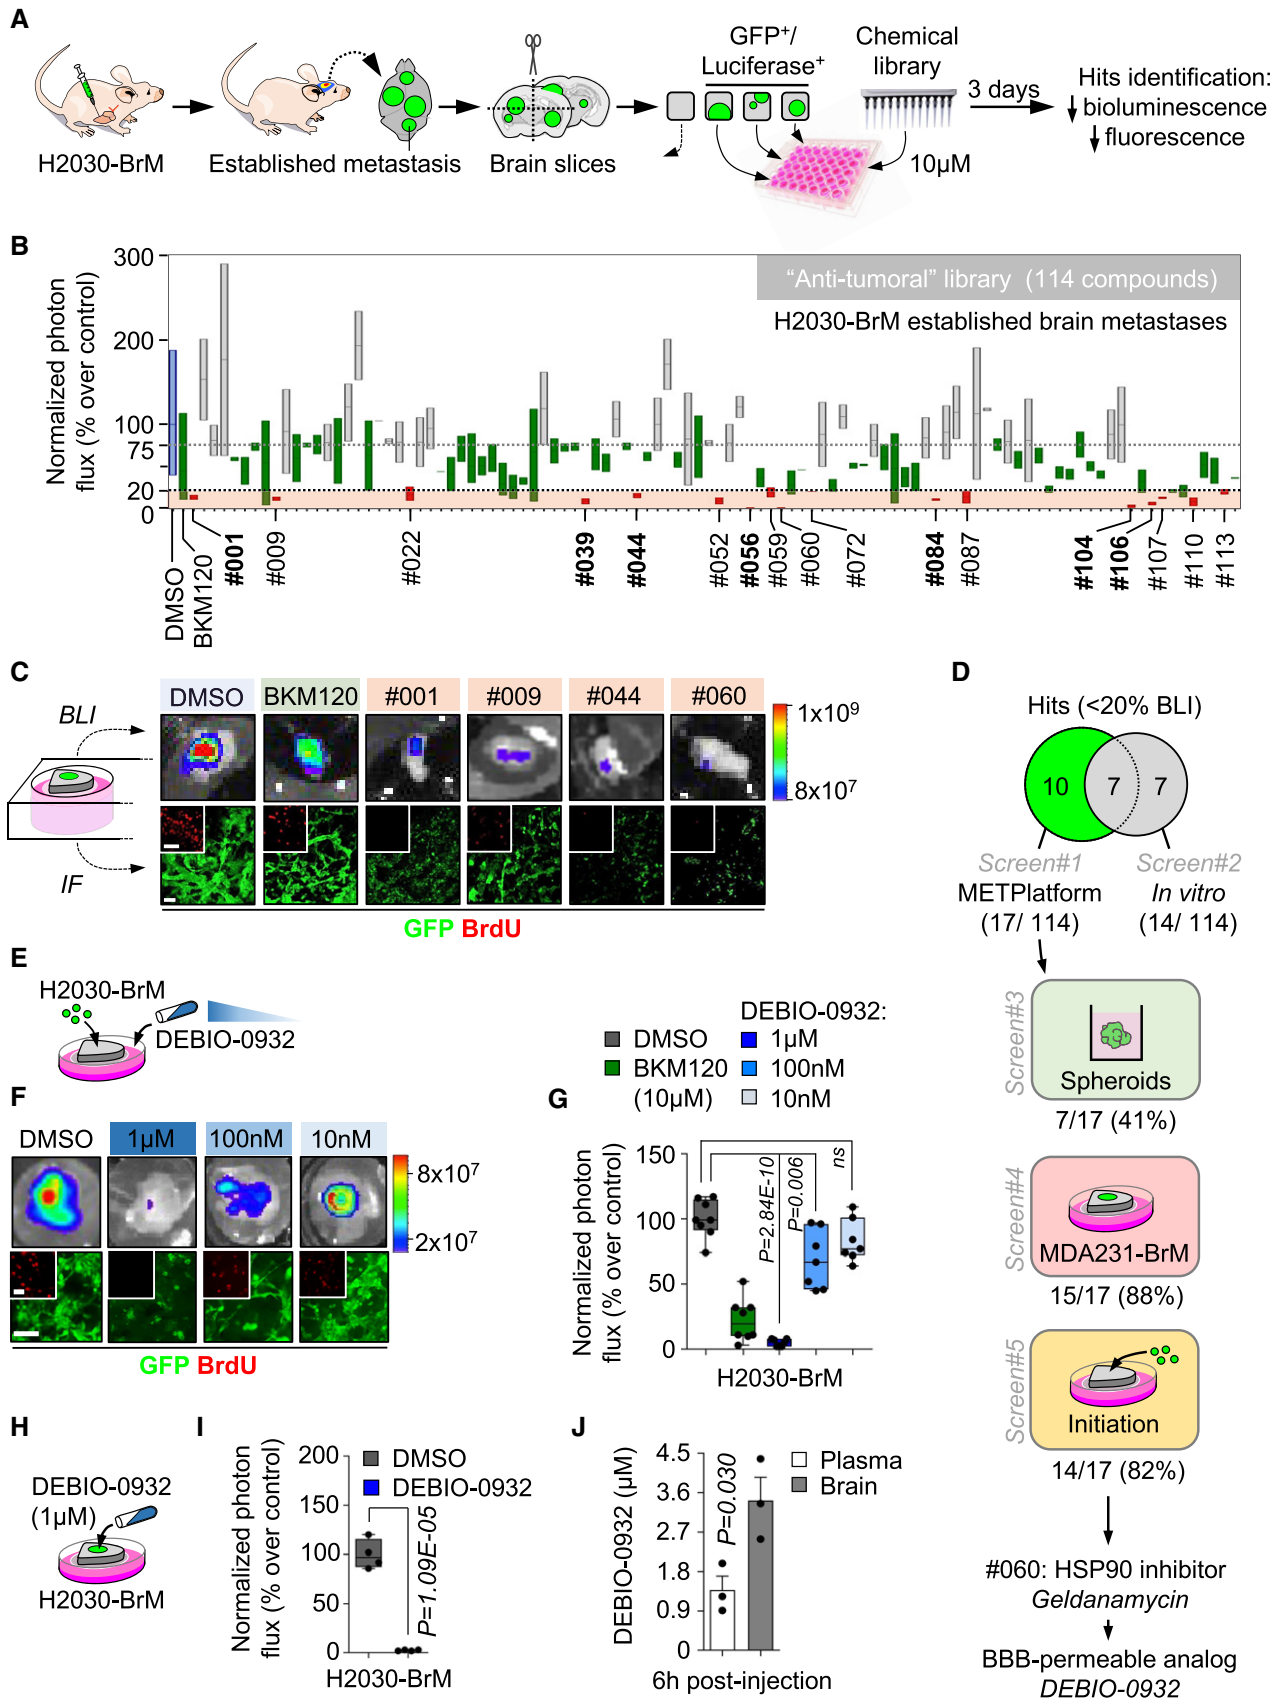 A
GFP⁺/
Luciferase⁺
Chemical
library
3 days
Hits identification:
bioluminescence
fluorescence
10µM
H2030-BrM
Established metastasis
Brain slices
B
Normalized photon
flux (% over control)
300
200
100
75
20
0
"Anti-tumoral" library (114 compounds)
H2030-BrM established brain metastases
DMSO
BKM120
#001
#009
#022
#039
#044
#052
#056
#059
#060
#072
#084
#087
#104
#106
#107
#110
#113
C
BLI
IF
DMSO
BKM120
#001
#009
#044
#060
1x10⁹
8x10⁷
GFP BrdU
D
Hits (<20% BLI)
10
7
7
Screen#1
METPlatform
(17/ 114)
Screen#2
In vitro
(14/ 114)
Screen#3
Spheroids
7/17 (41%)
Screen#4
MDA231-BrM
15/17 (88%)
Screen#5
Initiation
14/17 (82%)
#060: HSP90 inhibitor
Geldanamycin
BBB-permeable analog
DEBIO-0932
E
H2030-BrM
DEBIO-0932
F
DMSO
1µM
100nM
10nM
8x10⁷
2x10⁷
GFP BrdU
G
DMSO
BKM120
(10µM)
DEBIO-0932:
1µM
100nM
10nM
Normalized photon
flux (% over control)
150
100
50
0
P=2.84E-10
P=0.006
ns
H2030-BrM
H
DEBIO-0932
(1µM)
H2030-BrM
I
Normalized photon
flux (% over control)
200
150
100
50
0
DMSO
DEBIO-0932
P=1.09E-05
H2030-BrM
J
DEBIO-0932 (µM)
4.5
3.6
2.7
1.8
0.9
0
P=0.030
Plasma
Brain
6h post-injection